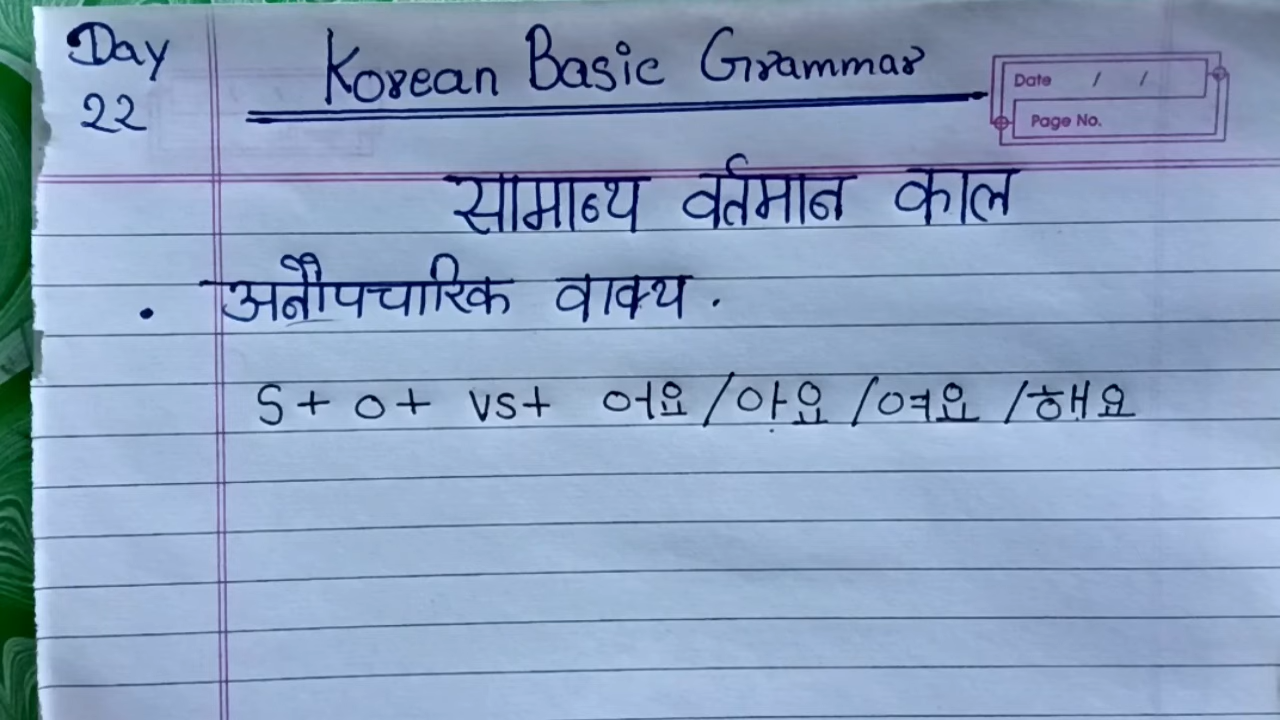 Day
22
Korean Basic Grammar
Date / /
Page No.
सामान्य वर्तमान काल
. अनौपचारिक वाक्य .
S + O + VS + 어요 / 아요 / 여요 / 해요